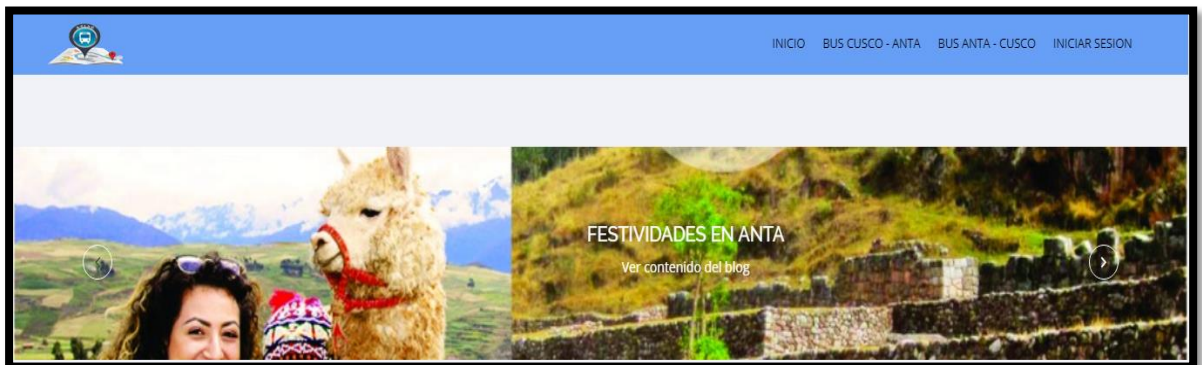 INICIO BUS CUSCO - ANTA BUS ANTA - CUSCO INICIAR SESION
FESTIVIDADES EN ANTA
Ver contenido del blog